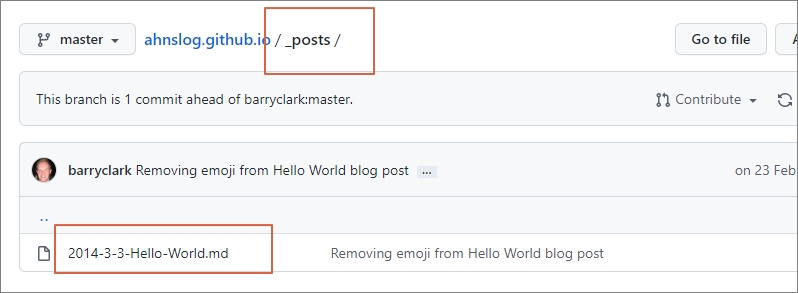 master ahnslog.github.io / _posts / Go to file
This branch is 1 commit ahead of barryclark:master. Contribute
barryclark Removing emoji from Hello World blog post ... on 23 Feb
..
2014-3-3-Hello-World.md Removing emoji from Hello World blog post